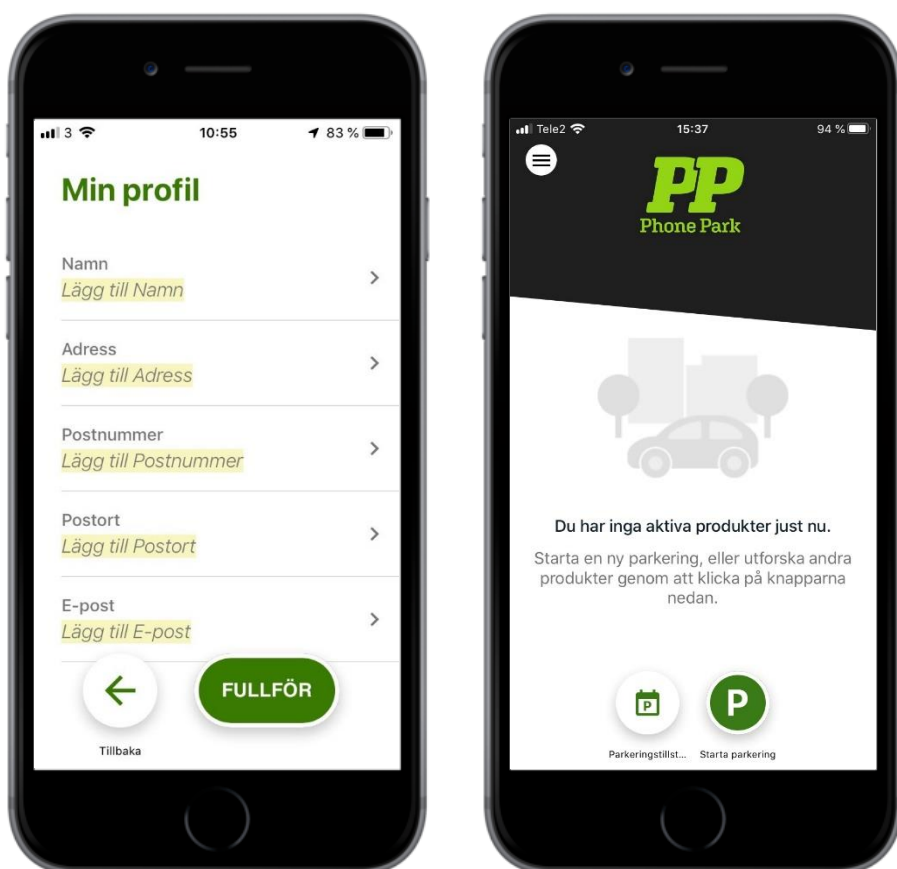 3
10:55
83 %
Min profil
Namn
Lägg till Namn
Adress
Lägg till Adress
Postnummer
Lägg till Postnummer
Postort
Lägg till Postort
E-post
Lägg till E-post
FULLFÖR
Tillbaka
Tele2
15:37
94 %
PP
Phone Park
Du har inga aktiva produkter just nu.
Starta en ny parkering, eller utforska andra
produkter genom att klicka på knapparna
nedan.
P
P
Parkeringstillst...
Starta parkering